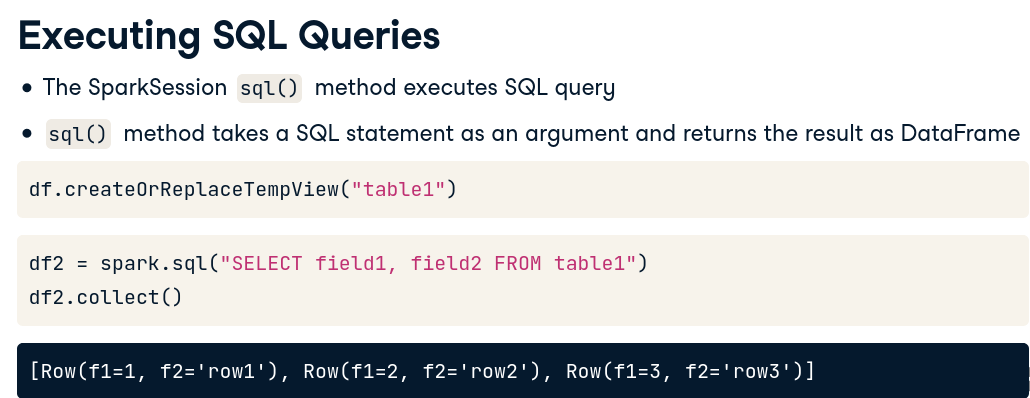 Executing SQL Queries
• The SparkSession sql() method executes SQL query
• sql() method takes a SQL statement as an argument and returns the result as DataFrame
df.createOrReplaceTempView("table1")
df2 = spark.sql("SELECT field1, field2 FROM table1")
df2.collect()
[Row(f1=1, f2='row1'), Row(f1=2, f2='row2'), Row(f1=3, f2='row3')]